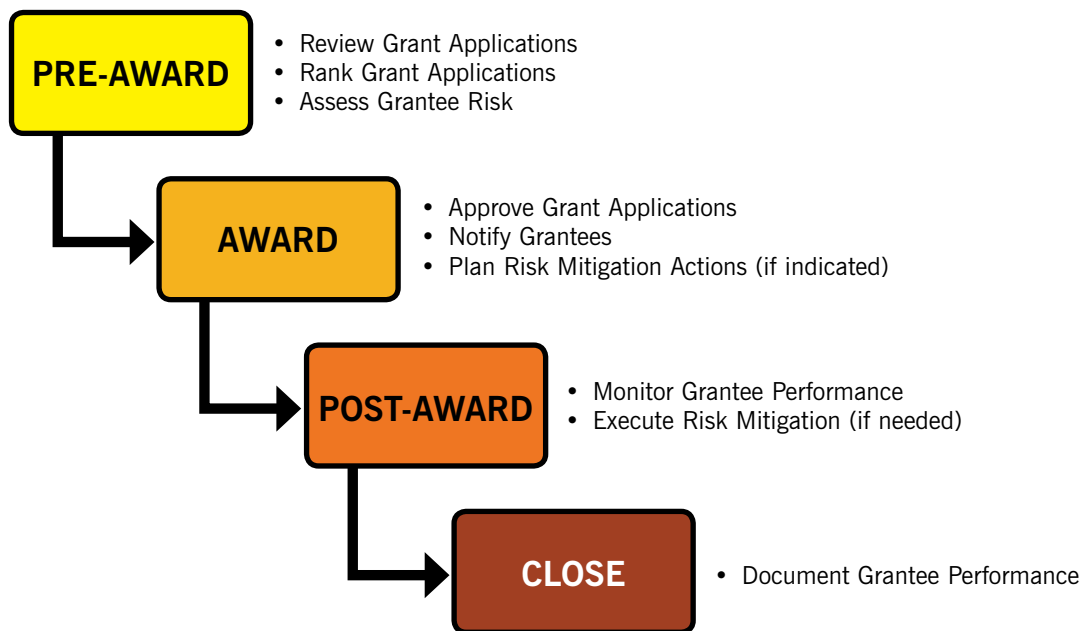 PRE-AWARD
• Review Grant Applications
• Rank Grant Applications
• Assess Grantee Risk
AWARD
• Approve Grant Applications
• Notify Grantees
• Plan Risk Mitigation Actions (if indicated)
POST-AWARD
• Monitor Grantee Performance
• Execute Risk Mitigation (if needed)
CLOSE
• Document Grantee Performance